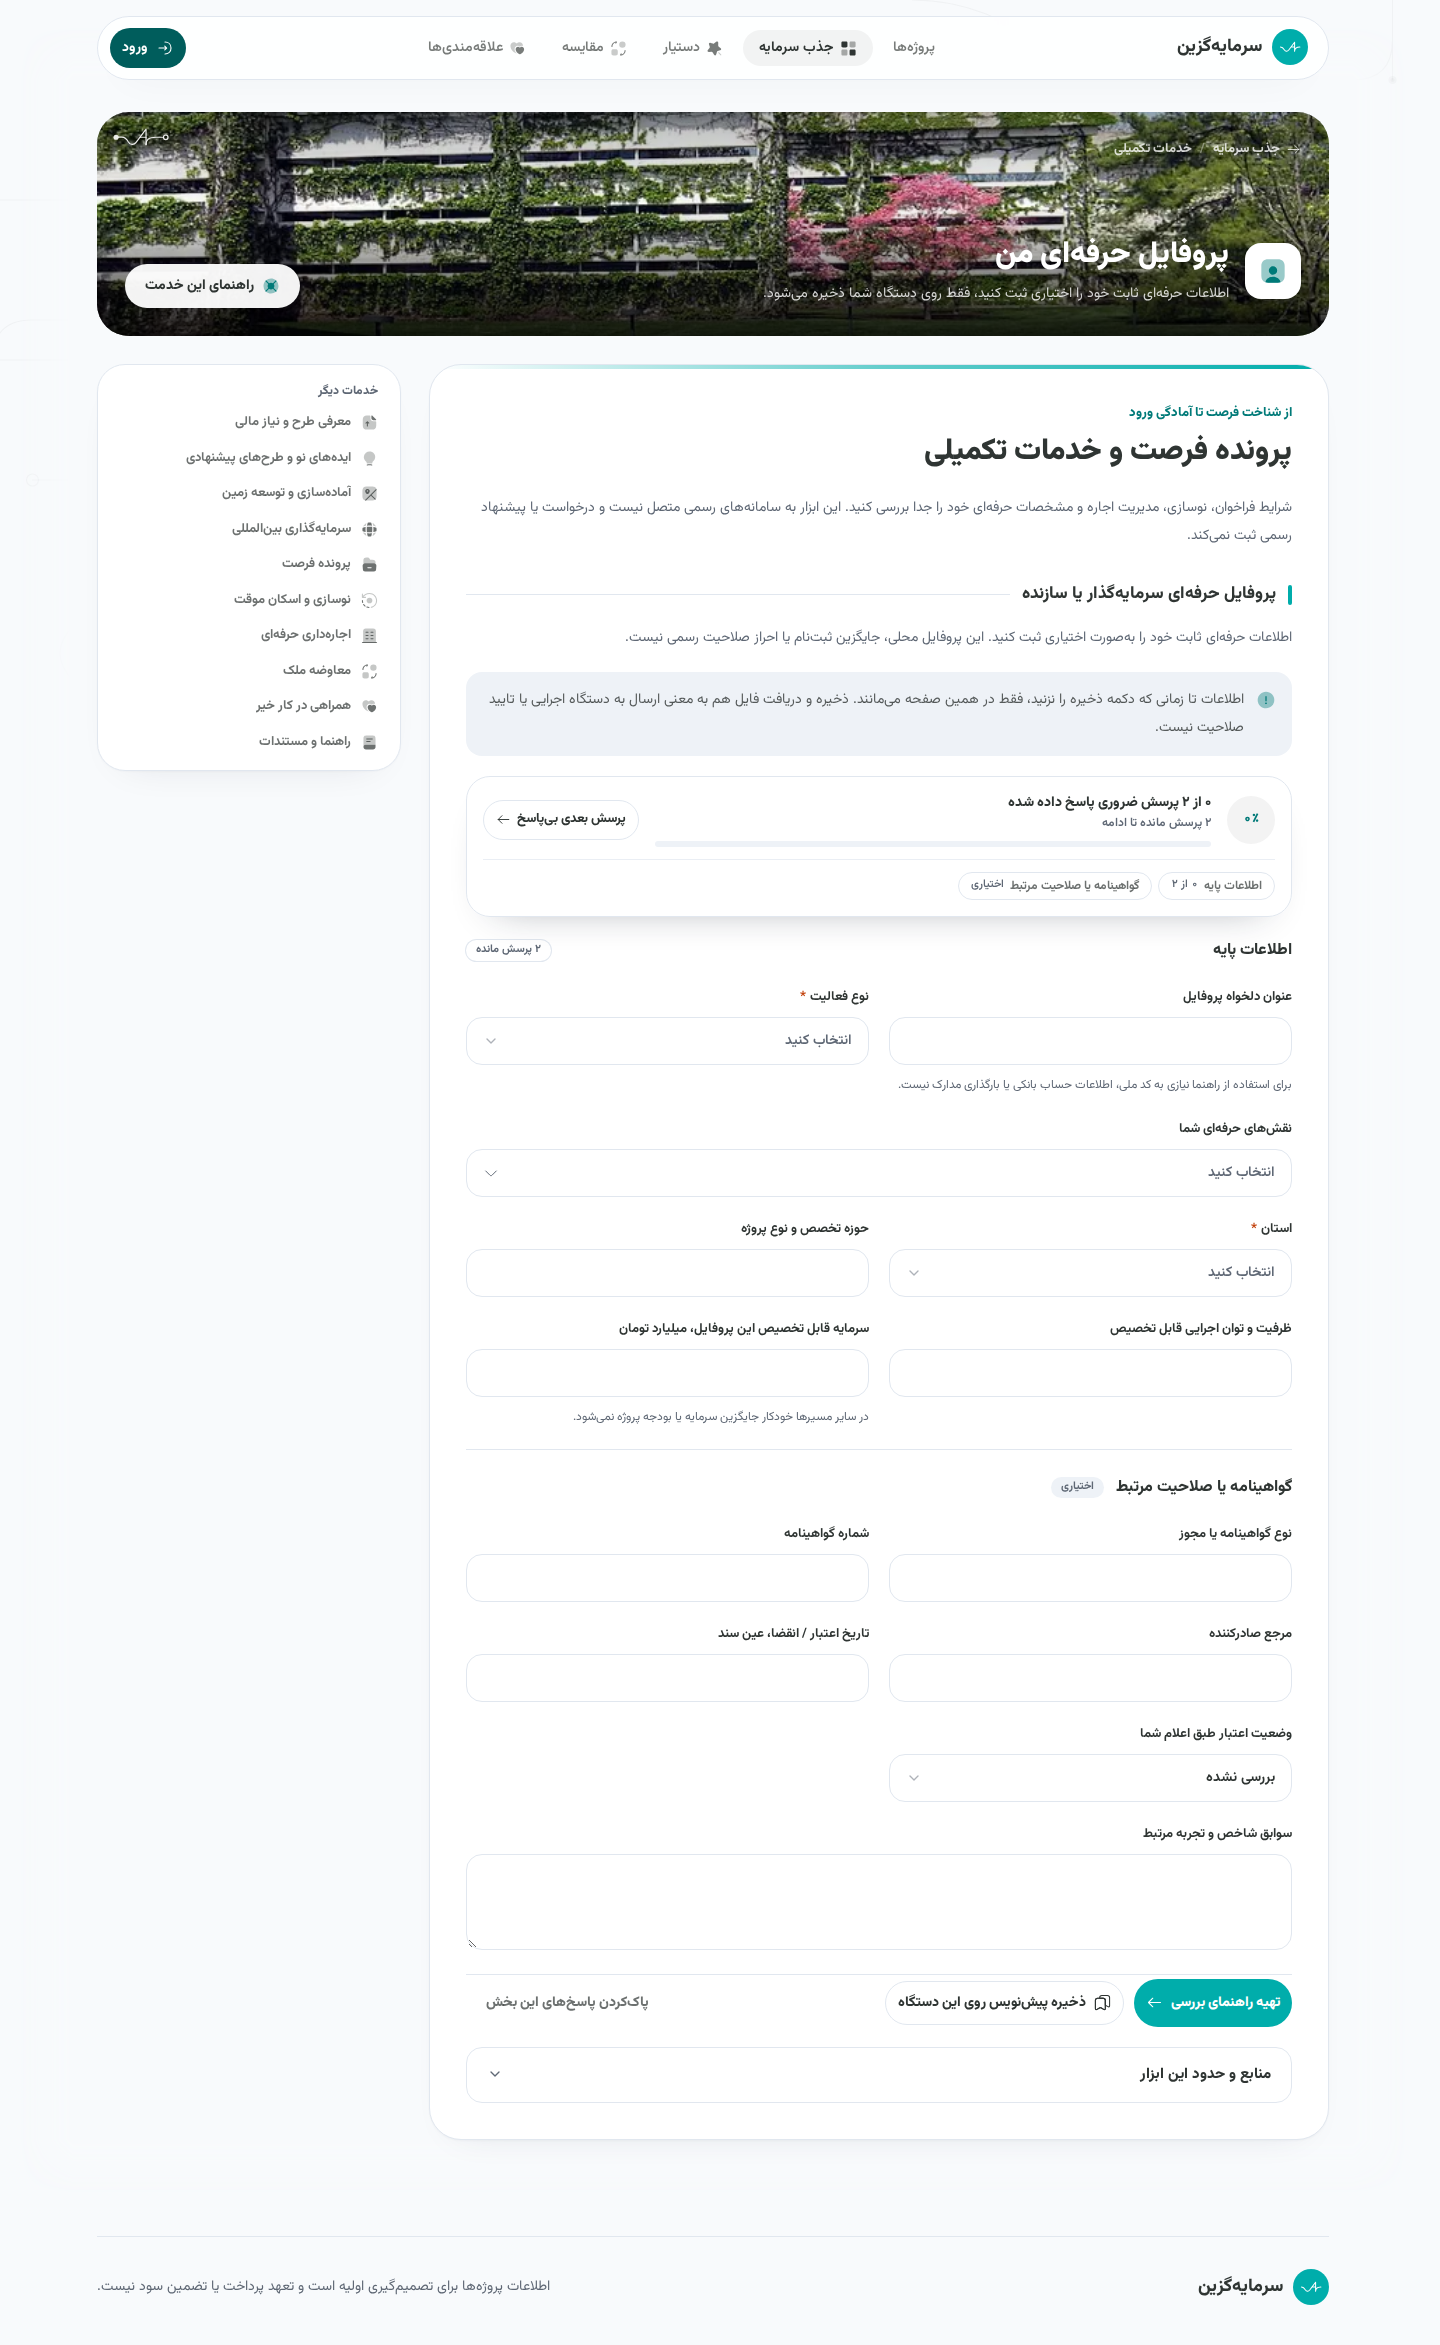 سرمایه‌گزین
پروژه‌ها
جذب سرمایه
دستیار
مقایسه
علاقه‌مندی‌ها
ورود
جذب سرمایه / خدمات تکمیلی
پروفایل حرفه‌ای من
اطلاعات حرفه‌ای ثابت خود را اختیاری ثبت کنید، فقط روی دستگاه شما ذخیره می‌شود.
راهنمای این خدمت
از شناخت فرصت تا آمادگی ورود
پرونده فرصت و خدمات تکمیلی
شرایط فراخوان، نوسازی، مدیریت اجاره و مشخصات حرفه‌ای خود را جدا بررسی کنید. این ابزار به سامانه‌های رسمی متصل نیست و درخواست یا پیشنهاد
رسمی ثبت نمی‌کند.
پروفایل حرفه‌ای سرمایه‌گذار یا سازنده
اطلاعات حرفه‌ای ثابت خود را به‌صورت اختیاری ثبت کنید. این پروفایل محلی، جایگزین ثبت‌نام یا احراز صلاحیت رسمی نیست.
اطلاعات تا زمانی که دکمه ذخیره را نزنید، فقط در همین صفحه می‌مانند. ذخیره و دریافت فایل هم به معنی ارسال به دستگاه اجرایی یا تایید
صلاحیت نیست.
۰٪
۰ از ۲ پرسش ضروری پاسخ داده شده
۲ پرسش مانده تا ادامه
پرسش بعدی بی‌پاسخ
اطلاعات پایه ۰ از ۲
گواهینامه یا صلاحیت مرتبط اختیاری
اطلاعات پایه
۲ پرسش مانده
عنوان دلخواه پروفایل
نوع فعالیت *
انتخاب کنید
برای استفاده از راهنما نیازی به کد ملی، اطلاعات حساب بانکی یا بارگذاری مدارک نیست.
نقش‌های حرفه‌ای شما
انتخاب کنید
استان *
حوزه تخصص و نوع پروژه
انتخاب کنید
ظرفیت و توان اجرایی قابل تخصیص
سرمایه قابل تخصیص این پروفایل، میلیارد تومان
در سایر مسیرها خودکار جایگزین سرمایه یا بودجه پروژه نمی‌شود.
گواهینامه یا صلاحیت مرتبط
اختیاری
نوع گواهینامه یا مجوز
شماره گواهینامه
مرجع صادرکننده
تاریخ اعتبار / انقضا، عین سند
وضعیت اعتبار طبق اعلام شما
بررسی نشده
سوابق شاخص و تجربه مرتبط
تهیه راهنمای بررسی
ذخیره پیش‌نویس روی این دستگاه
پاک‌کردن پاسخ‌های این بخش
منابع و حدود این ابزار
خدمات دیگر
معرفی طرح و نیاز مالی
ایده‌های نو و طرح‌های پیشنهادی
آماده‌سازی و توسعه زمین
سرمایه‌گذاری بین‌المللی
پرونده فرصت
نوسازی و اسکان موقت
اجاره‌داری حرفه‌ای
معاوضه ملک
همراهی در کار خیر
راهنما و مستندات
سرمایه‌گزین
اطلاعات پروژه‌ها برای تصمیم‌گیری اولیه است و تعهد پرداخت یا تضمین سود نیست.